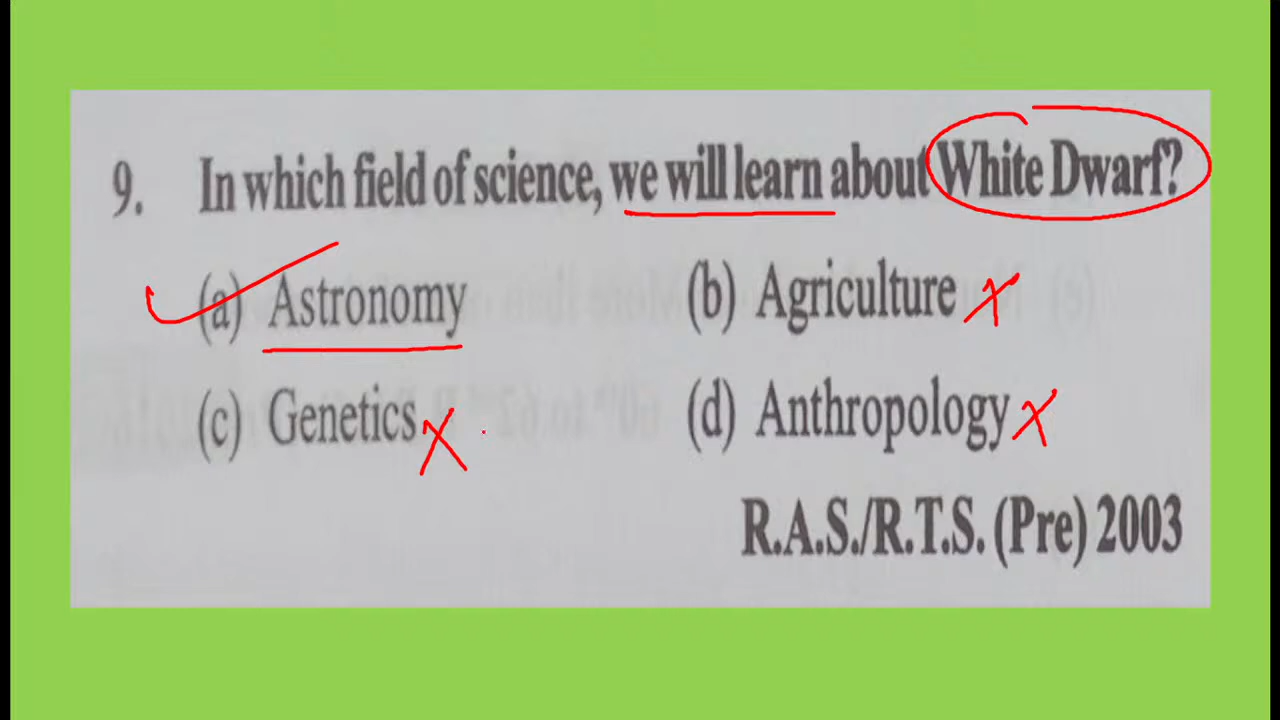 9. In which field of science, we will learn about White Dwarf?
(a) Astronomy (b) Agriculture
(c) Genetics (d) Anthropology
R.A.S./R.T.S. (Pre) 2003